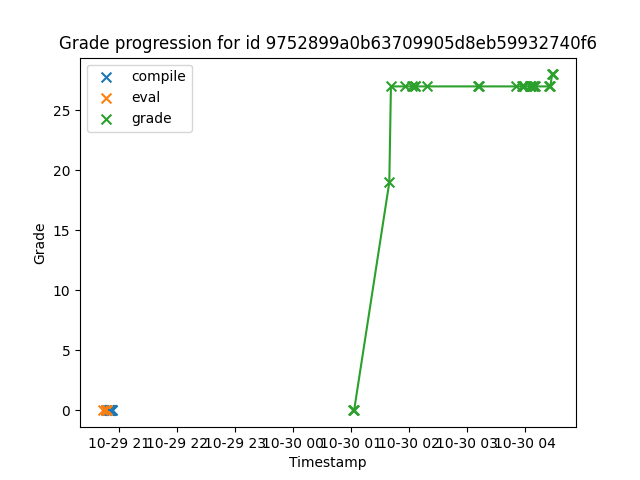 Grade progression for id 9752899a0b63709905d8eb59932740f6
compile
eval
grade
Grade
25
20
15
10
5
0
10-29 21
10-29 22
10-29 23
10-30 00
10-30 01
10-30 02
10-30 03
10-30 04
Timestamp